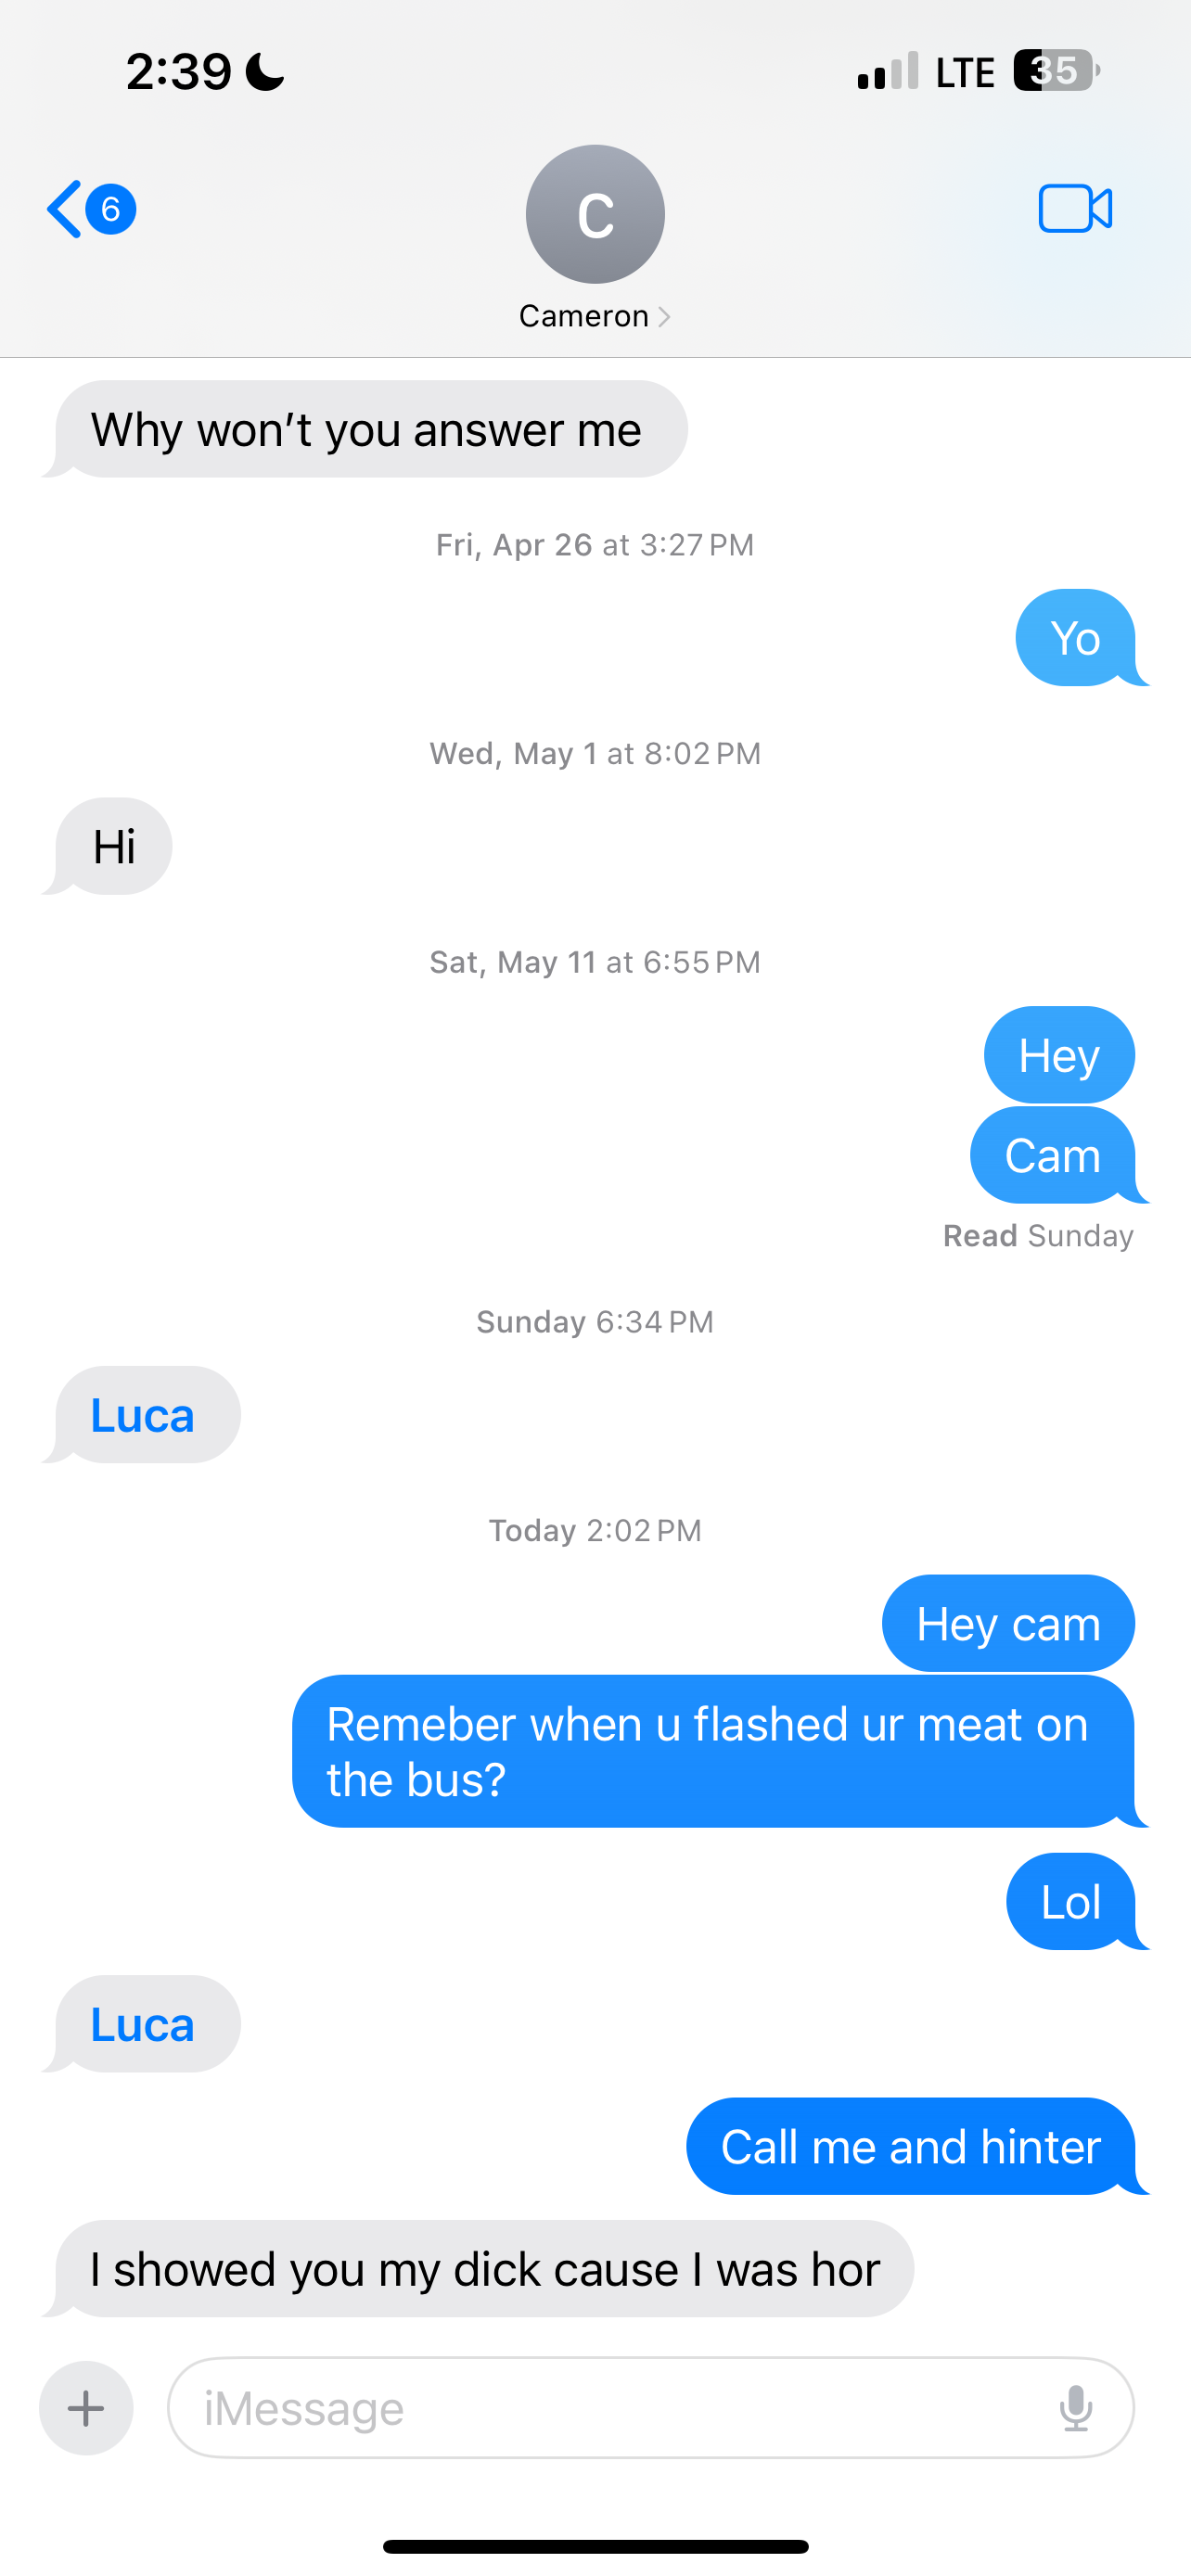 2:39
LTE 35
6
C
Cameron
Why won't you answer me
Fri, Apr 26 at 3:27 PM
Yo
Wed, May 1 at 8:02 PM
Hi
Sat, May 11 at 6:55 PM
Hey
Cam
Read Sunday
Sunday 6:34 PM
Luca
Today 2:02 PM
Hey cam
Remeber when u flashed ur meat on
the bus?
Lol
Luca
Call me and hinter
I showed you my dick cause I was hor
iMessage